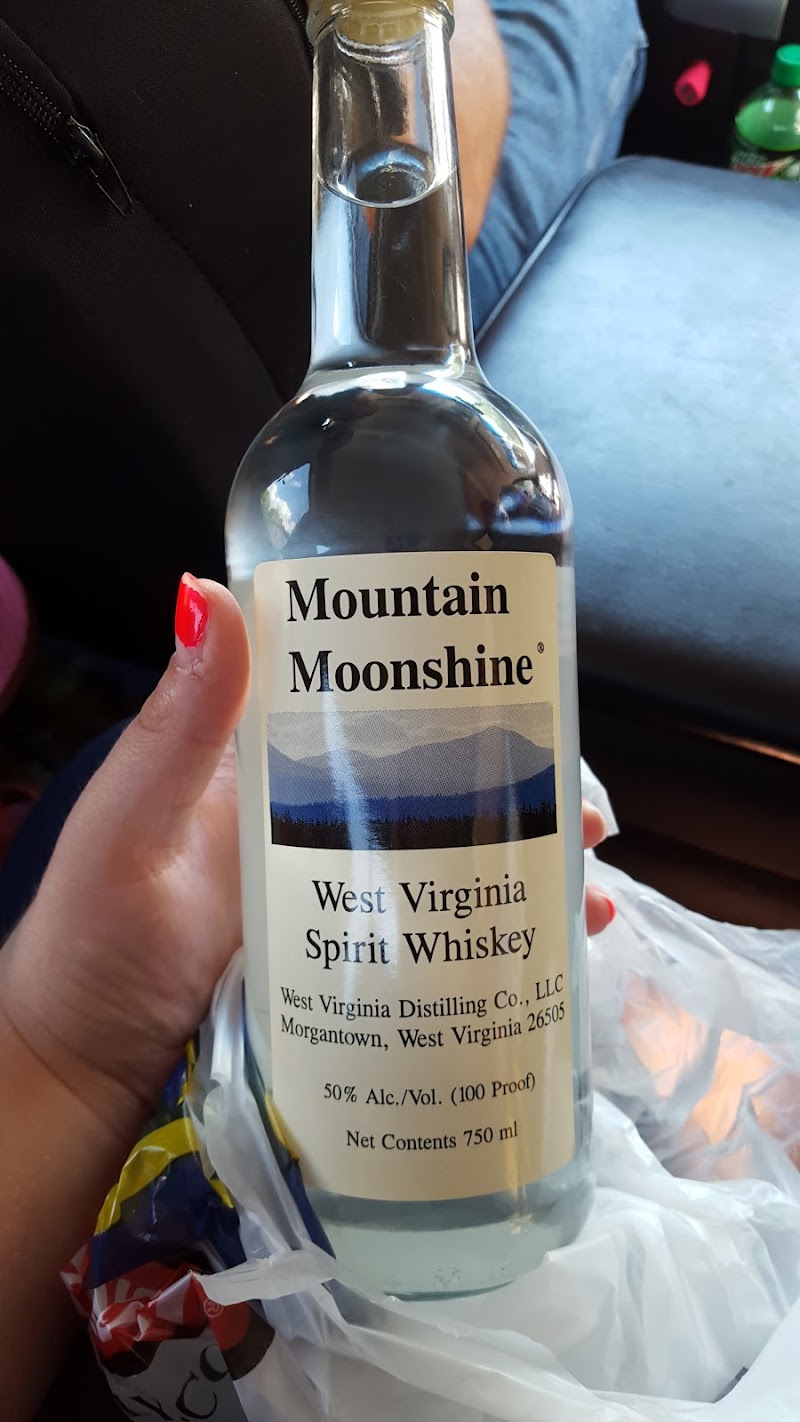 Mountain
Moonshine®
West Virginia
Spirit Whiskey
West Virginia Distilling Co., LLC
Morgantown, West Virginia 26505
50% Alc./Vol. (100 Proof)
Net Contents 750 ml